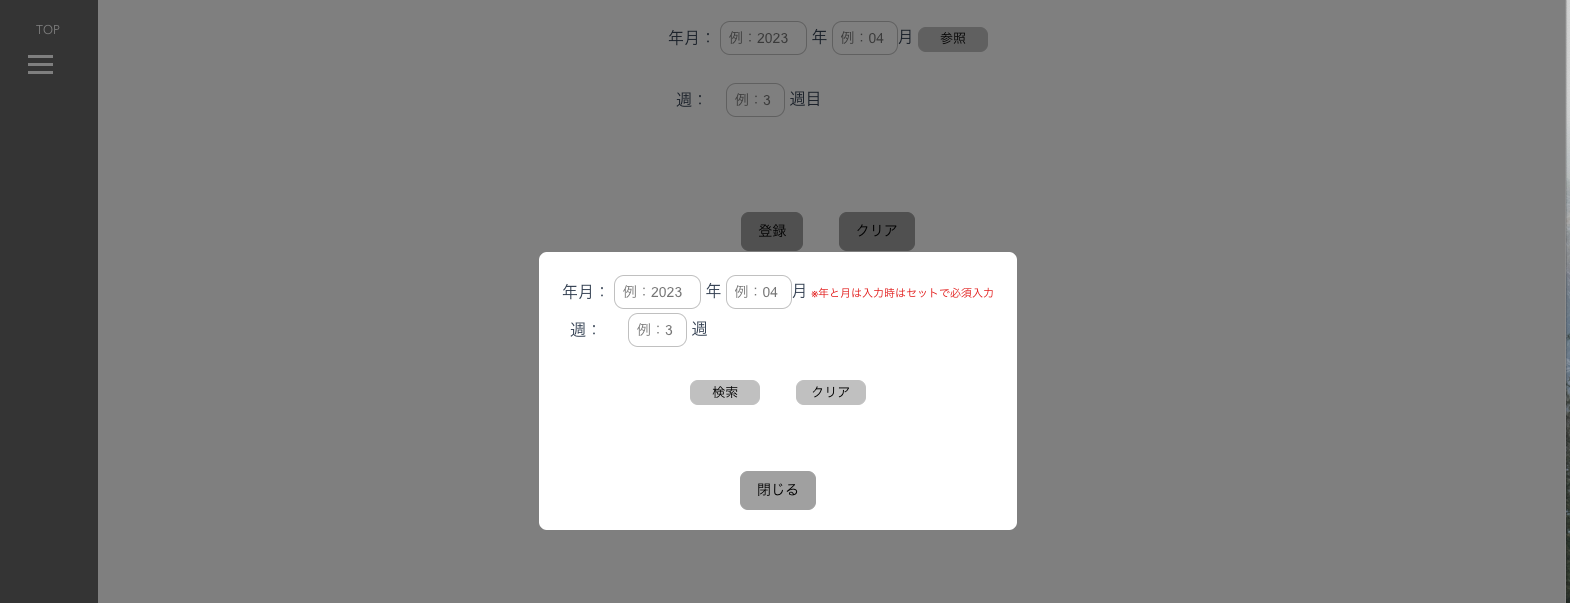 TOP
年月： 例：2023 年 例：04 月 参照
週： 例：3 週目
登録 クリア
年月： 例：2023 年 例：04 月 ※年と月は入力時はセットで必須入力
週： 例：3 週
検索 クリア
閉じる